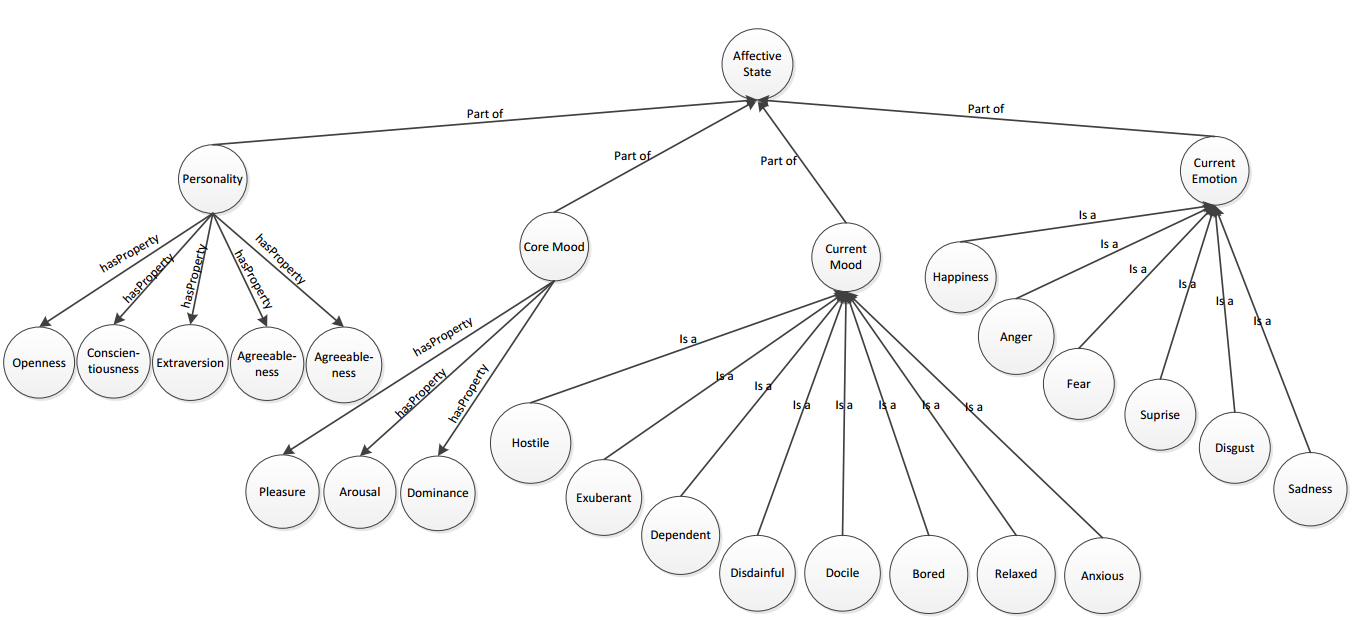 Affective
State
Part of
Part of
Part of
Part of
Personality
Core Mood
Current
Mood
Current
Emotion
hasProperty
hasProperty
hasProperty
hasProperty
hasProperty
Openness
Conscien-
tiousness
Extraversion
Agreeable-
ness
Agreeable-
ness
hasProperty
hasProperty
hasProperty
Pleasure
Arousal
Dominance
Is a
Is a
Is a
Is a
Is a
Is a
Is a
Is a
Hostile
Exuberant
Dependent
Disdainful
Docile
Bored
Relaxed
Anxious
Is a
Is a
Is a
Is a
Is a
Is a
Happiness
Anger
Fear
Suprise
Disgust
Sadness